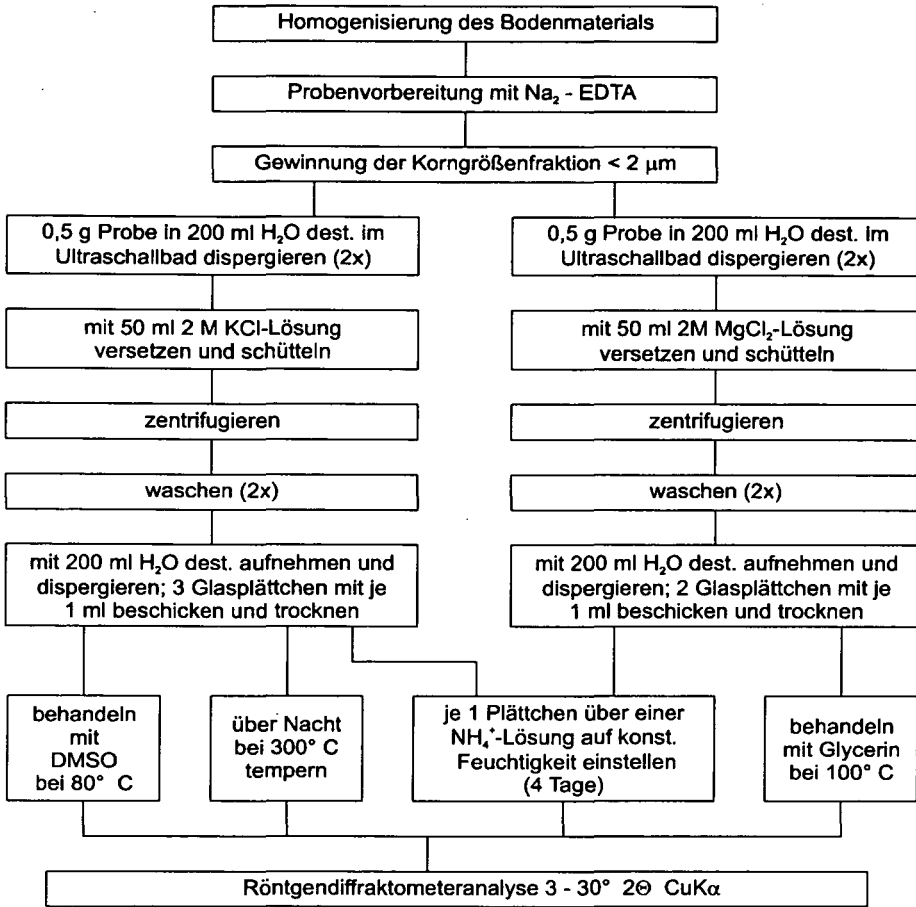 Homogenisierung des Bodenmaterials
Probenvorbereitung mit Na₂ - EDTA
Gewinnung der Korngrößenfraktion < 2 µm
0,5 g Probe in 200 ml H₂O dest. im
Ultraschallbad dispergieren (2x)
mit 50 ml 2 M KCl-Lösung
versetzen und schütteln
zentrifugieren
waschen (2x)
mit 200 ml H₂O dest. aufnehmen und
dispergieren; 3 Glasplättchen mit je
1 ml beschicken und trocknen
0,5 g Probe in 200 ml H₂O dest. im
Ultraschallbad dispergieren (2x)
mit 50 ml 2M MgCl₂-Lösung
versetzen und schütteln
zentrifugieren
waschen (2x)
mit 200 ml H₂O dest. aufnehmen und
dispergieren; 2 Glasplättchen mit je
1 ml beschicken und trocknen
behandeln
mit
DMSO
bei 80° C
über Nacht
bei 300° C
tempern
je 1 Plättchen über einer
NH₄⁺-Lösung auf konst.
Feuchtigkeit einstellen
(4 Tage)
behandeln
mit Glycerin
bei 100° C
Röntgendiffraktometeranalyse 3 - 30° 2Θ CuKα